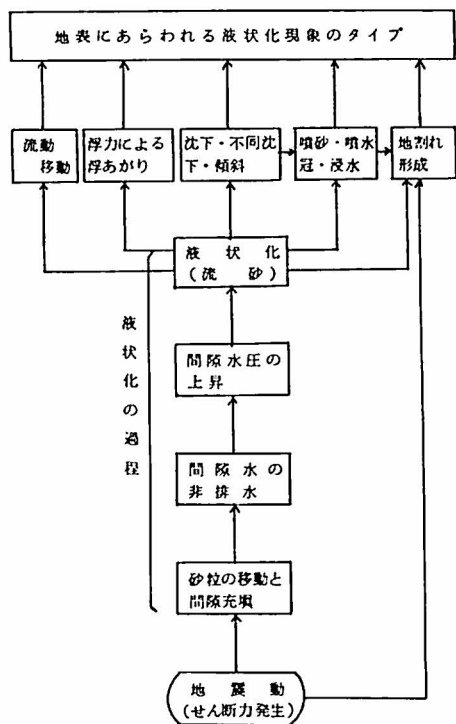 地表にあらわれる液状化現象のタイプ
流動
移動
浮力による
浮あがり
沈下・不同沈
下・傾斜
噴砂・噴水
冠・浸水
地割れ
形成
液状化
(流砂)
液状化の過程
間隙水圧の
上昇
間隙水の
非排水
砂粒の移動と
間隙充塡
地震動
(せん断力発生)